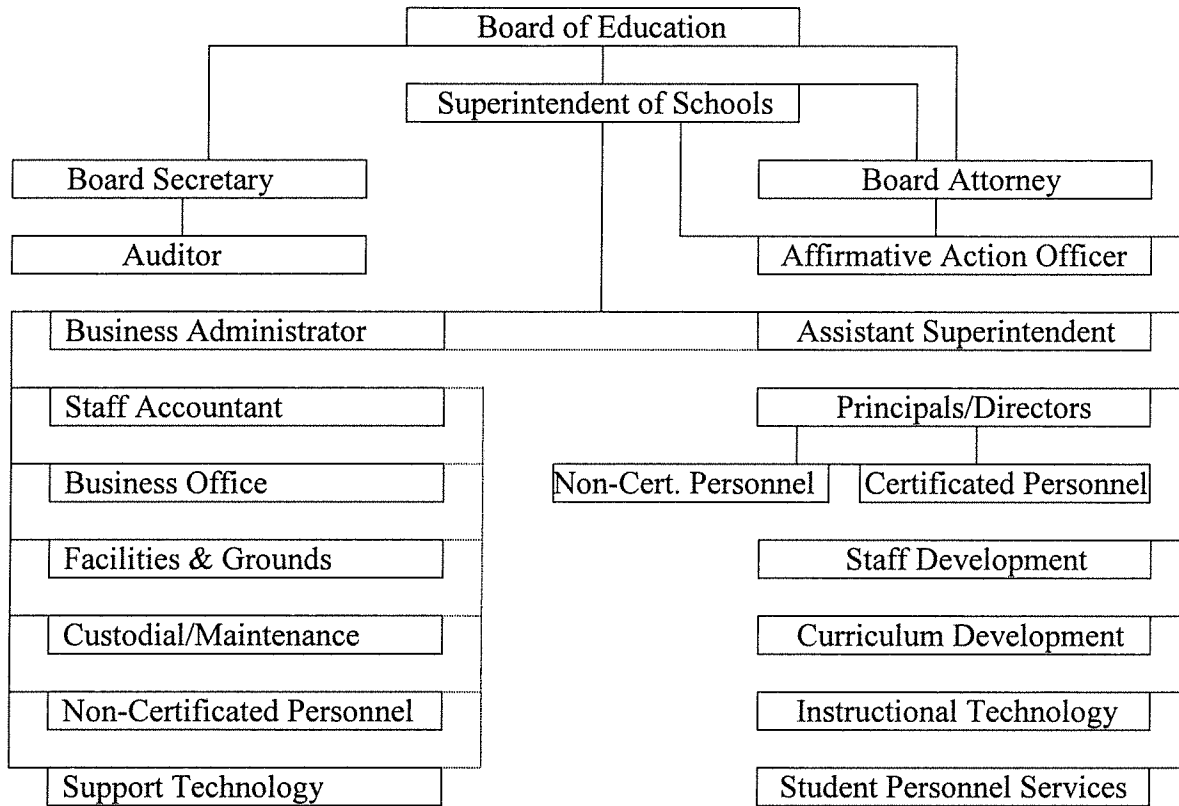 Board of Education
Superintendent of Schools
Board Secretary
Board Attorney
Auditor
Affirmative Action Officer
Business Administrator
Assistant Superintendent
Staff Accountant
Principals/Directors
Business Office
Non-Cert. Personnel
Certificated Personnel
Facilities & Grounds
Staff Development
Custodial/Maintenance
Curriculum Development
Non-Certificated Personnel
Instructional Technology
Support Technology
Student Personnel Services